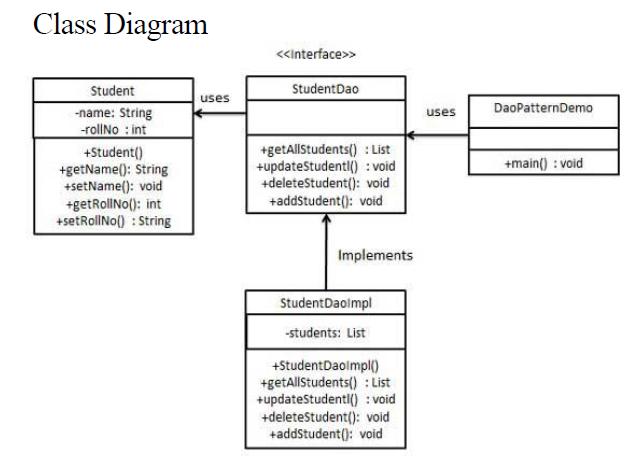 Class Diagram
<<Interface>>
Student
-name: String
-rollNo : int
+Student()
+getName(): String
+setName(): void
+getRollNo(): int
+setRollNo() : String
uses
StudentDao
+getAllStudents() : List
+updateStudentl() : void
+deleteStudent(): void
+addStudent(): void
uses
DaoPatternDemo
+main() : void
Implements
StudentDaoImpl
-students: List
+StudentDaoImpl()
+getAllStudents() : List
+updateStudentl() : void
+deleteStudent(): void
+addStudent(): void